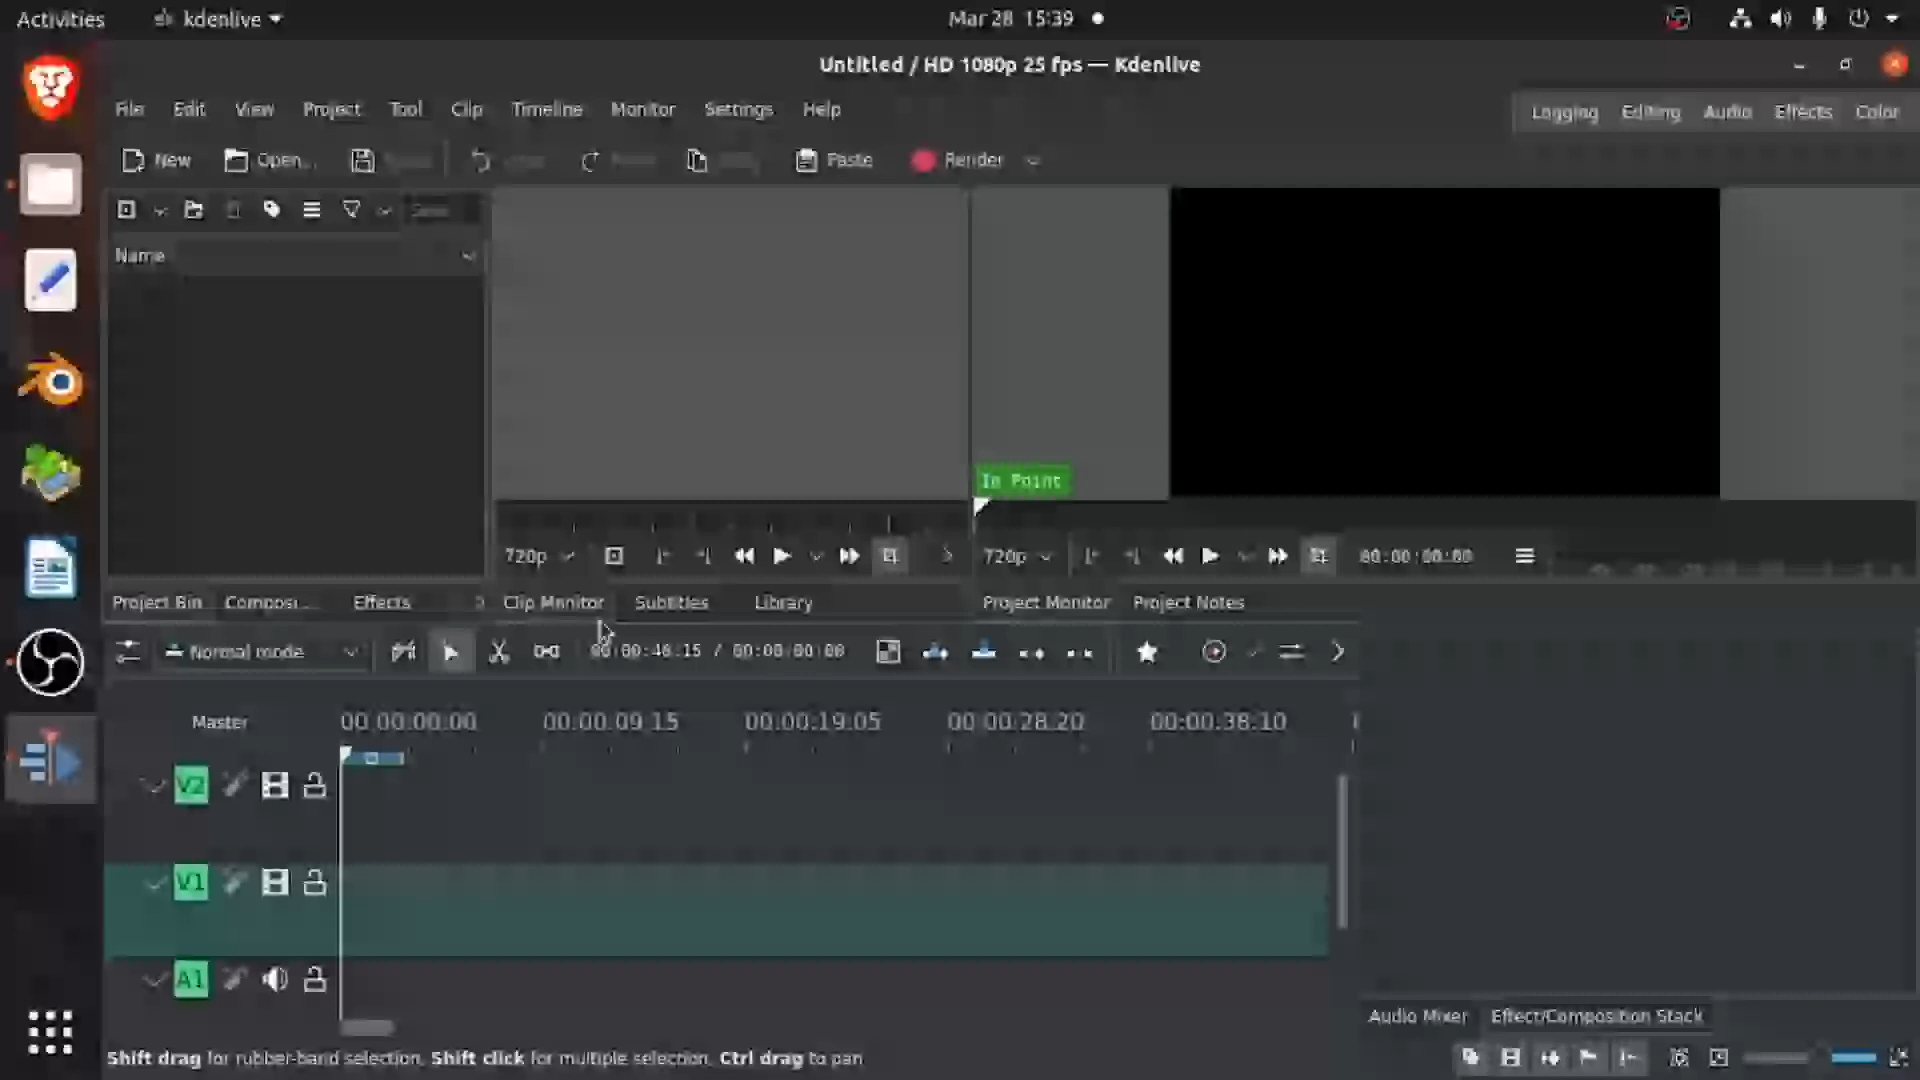 Activities kdenlive Mar 28 15:39
Untitled / HD 1080p 25 fps — Kdenlive
File Edit View Project Tool Clip Timeline Monitor Settings Help
Logging Editing Audio Effects Color
New Open... Paste Render
Name
In Point
720p 720p 00:00:00:00
Project Bin Composi... Effects Clip Monitor Subtitles Library Project Monitor Project Notes
Normal mode 00:00:46:15 / 00:00:00:00
Master 00:00:00:00 00:00:09:15 00:00:19:05 00:00:28:20 00:00:38:10
V2
V1
A1
Audio Mixer Effect/Composition Stack
Shift drag for rubber-band selection, Shift click for multiple selection, Ctrl drag to pan